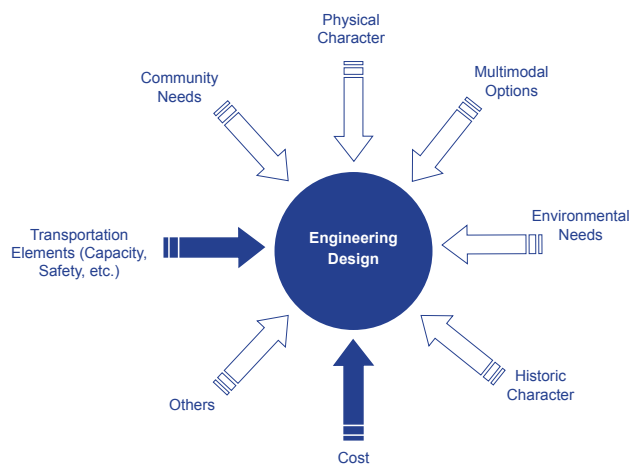 Physical
Character
Community
Needs
Multimodal
Options
Transportation
Elements (Capacity,
Safety, etc.)
Engineering
Design
Environmental
Needs
Others
Historic
Character
Cost